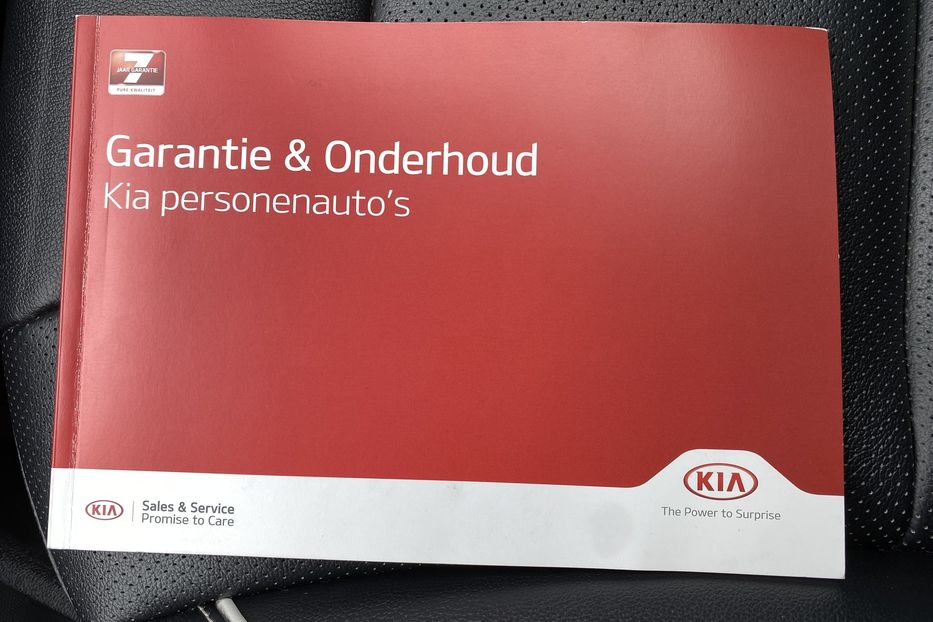 7
JAAR GARANTIE
PURE KWALITEIT
Garantie & Onderhoud
Kia personenauto's
KIA
Sales & Service
Promise to Care
KIA
The Power to Surprise